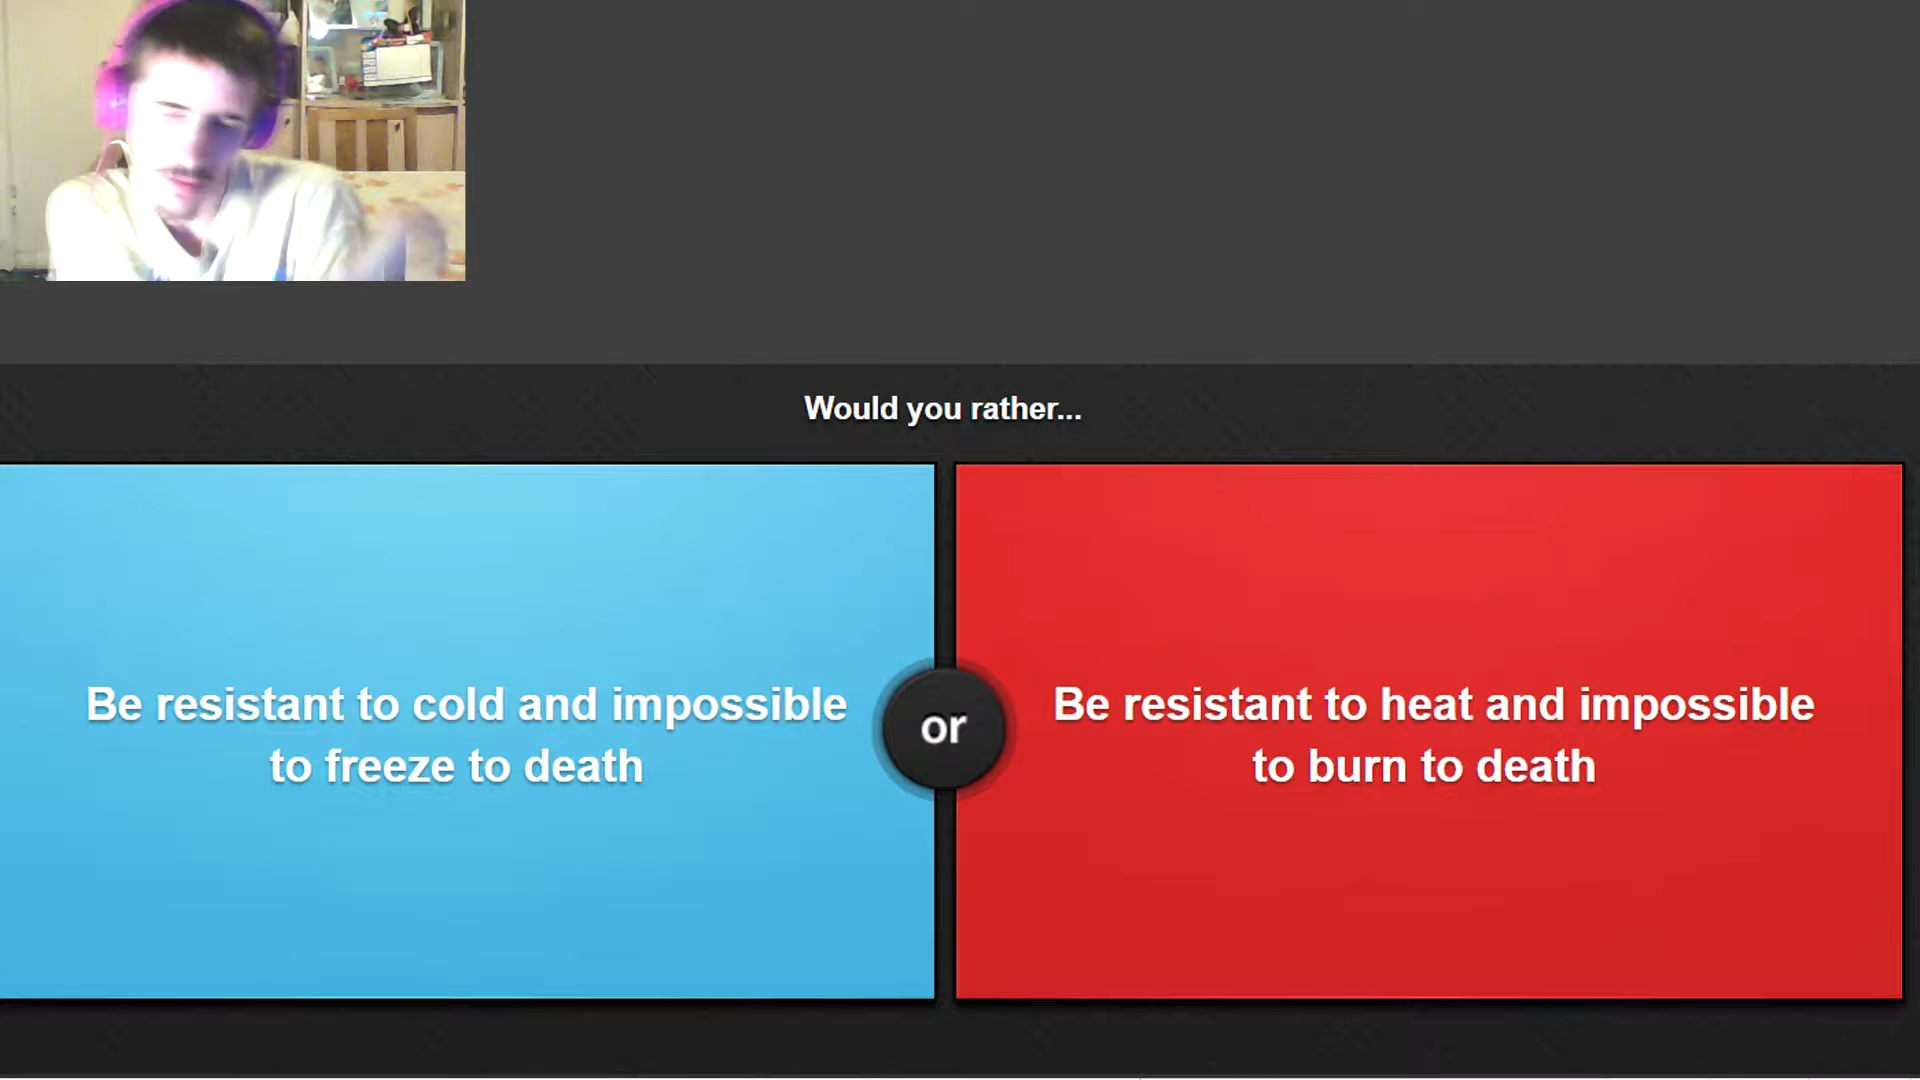 Would you rather...
Be resistant to cold and impossible
to freeze to death
or
Be resistant to heat and impossible
to burn to death